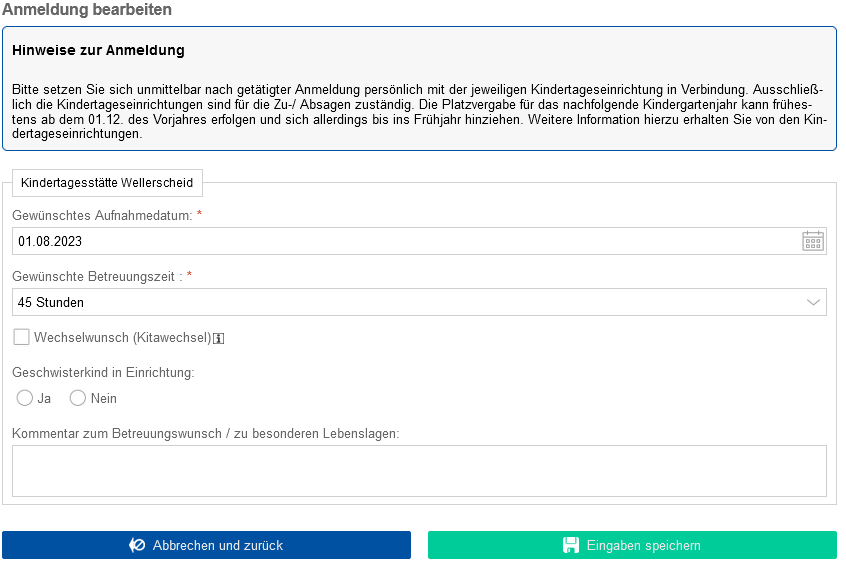 Anmeldung bearbeiten
Hinweise zur Anmeldung
Bitte setzen Sie sich unmittelbar nach getätigter Anmeldung persönlich mit der jeweiligen Kindertageseinrichtung in Verbindung. Ausschließ-
lich die Kindertageseinrichtungen sind für die Zu-/ Absagen zuständig. Die Platzvergabe für das nachfolgende Kindergartenjahr kann frühes-
tens ab dem 01.12. des Vorjahres erfolgen und sich allerdings bis ins Frühjahr hinziehen. Weitere Information hierzu erhalten Sie von den Kin-
dertageseinrichtungen.
Kindertagesstätte Wellerscheid
Gewünschtes Aufnahmedatum: *
01.08.2023
Gewünschte Betreuungszeit : *
45 Stunden
Wechselwunsch (Kitawechsel)
Geschwisterkind in Einrichtung:
Ja Nein
Kommentar zum Betreuungswunsch / zu besonderen Lebenslagen:
Abbrechen und zurück Eingaben speichern